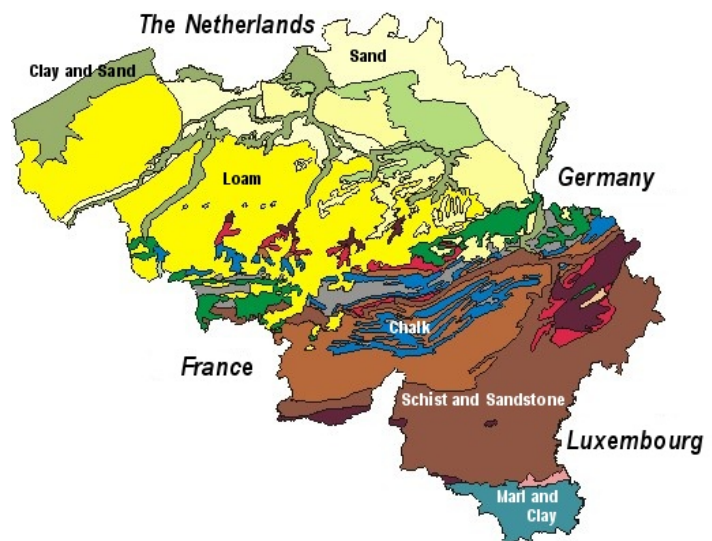 The Netherlands
Sand
Clay and Sand
Loam
Germany
Chalk
France
Schist and Sandstone
Luxembourg
Marl and
Clay